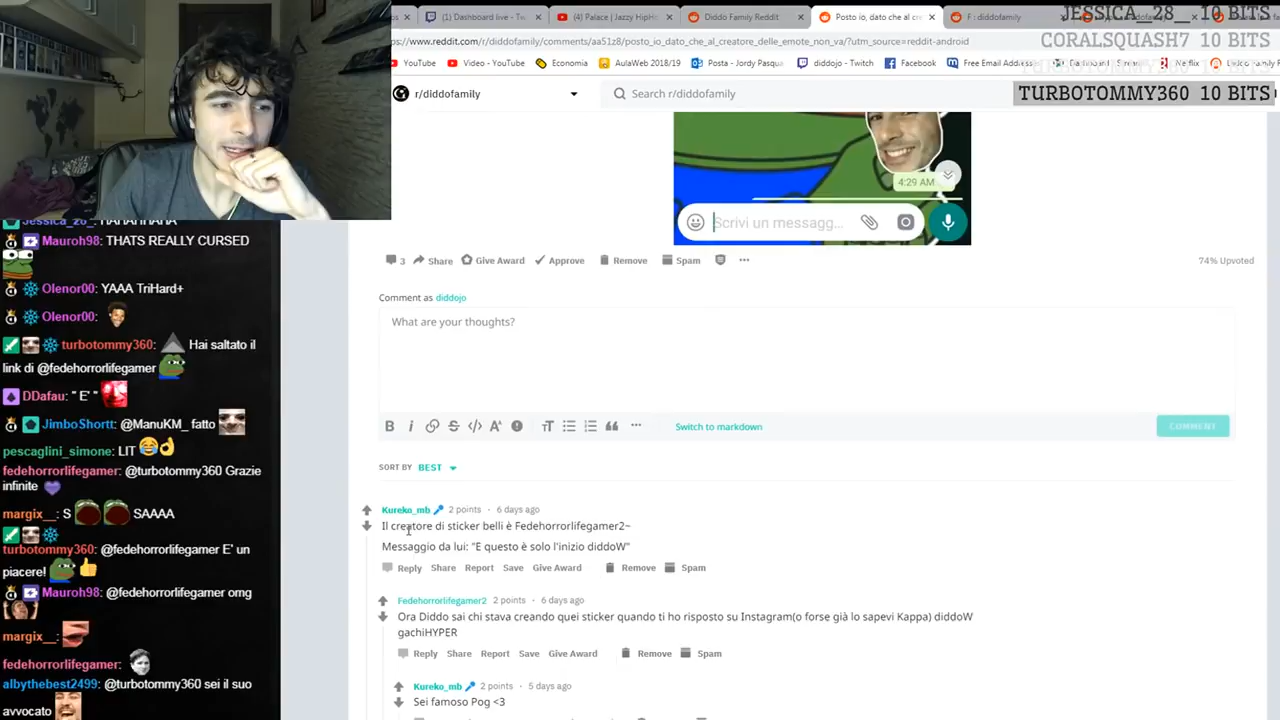 (1) Dashboard live - Tw
(4) Palace | Jazzy HipHo
Diddo Family Reddit
Posto io, dato che al cr
F : diddofamily
JESSICA_28_ 10 BITS
https://www.reddit.com/r/diddofamily/comments/aa51z8/posto_io_dato_che_al_creatore_delle_emote_non_va/?utm_source=reddit-android
CORALSQUASH7 10 BITS
YouTube
Video - YouTube
Economia
AulaWeb 2018/19
Posta - Jordy Pasqua
diddojo - Twitch
Facebook
Free Email Addresse
Netflix
r/diddofamily
Search r/diddofamily
TURBOTOMMY360 10 BITS
4:29 AM
Scrivi un messagg...
Jessica_28_: HAHAHHAHA
Mauroh98: THATS REALLY CURSED
Olenor00: YAAA TriHard+
Olenor00:
turbotommy360: Hai saltato il
link di @fedehorrorlifegamer
DDafau: " E' "
JimboShortt: @ManuKM_ fatto
pescaglini_simone: LIT
fedehorrorlifegamer: @turbotommy360 Grazie
infinite
margix__: S SAAAA
turbotommy360: @fedehorrorlifegamer E' un
piacere!
Mauroh98: @fedehorrorlifegamer omg
margix__:
fedehorrorlifegamer:
albythebest2499: @turbotommy360 sei il suo
avvocato
3 Share Give Award Approve Remove Spam ••• 74% Upvoted
Comment as diddojo
What are your thoughts?
B i S </> A ! TT ••• Switch to markdown COMMENT
SORT BY BEST
Kureko_mb 2 points · 6 days ago
Il creatore di sticker belli è Fedehorrorlifegamer2~
Messaggio da lui: "E questo è solo l'inizio diddoW"
Reply Share Report Save Give Award Remove Spam
Fedehorrorlifegamer2 2 points · 6 days ago
Ora Diddo sai chi stava creando quei sticker quando ti ho risposto su Instagram(o forse già lo sapevi Kappa) diddoW
gachiHYPER
Reply Share Report Save Give Award Remove Spam
Kureko_mb 2 points · 5 days ago
Sei famoso Pog <3